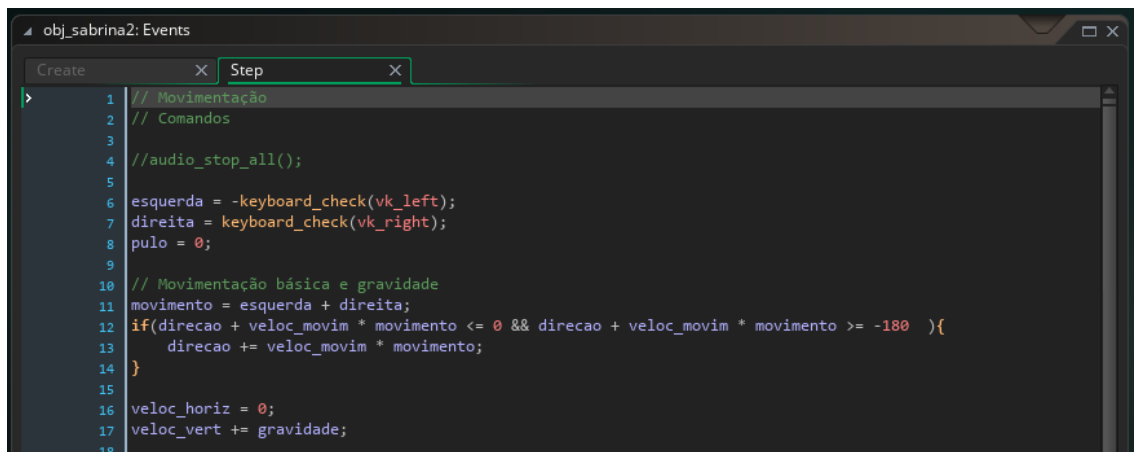 obj_sabrina2: Events
Create
Step
1 // Movimentação
2 // Comandos
3
4 //audio_stop_all();
5
6 esquerda = -keyboard_check(vk_left);
7 direita = keyboard_check(vk_right);
8 pulo = 0;
9
10 // Movimentação básica e gravidade
11 movimento = esquerda + direita;
12 if(direcao + veloc_movim * movimento <= 0 && direcao + veloc_movim * movimento >= -180  ){
13     direcao += veloc_movim * movimento;
14 }
15
16 veloc_horiz = 0;
17 veloc_vert += gravidade;
18